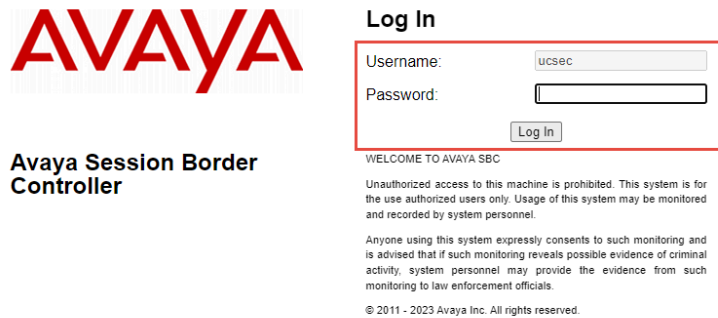 AVAYA
Avaya Session Border
Controller
Log In
Username:
ucsec
Password:
Log In
WELCOME TO AVAYA SBC
Unauthorized access to this machine is prohibited. This system is for
the use authorized users only. Usage of this system may be monitored
and recorded by system personnel.
Anyone using this system expressly consents to such monitoring and
is advised that if such monitoring reveals possible evidence of criminal
activity, system personnel may provide the evidence from such
monitoring to law enforcement officials.
© 2011 - 2023 Avaya Inc. All rights reserved.